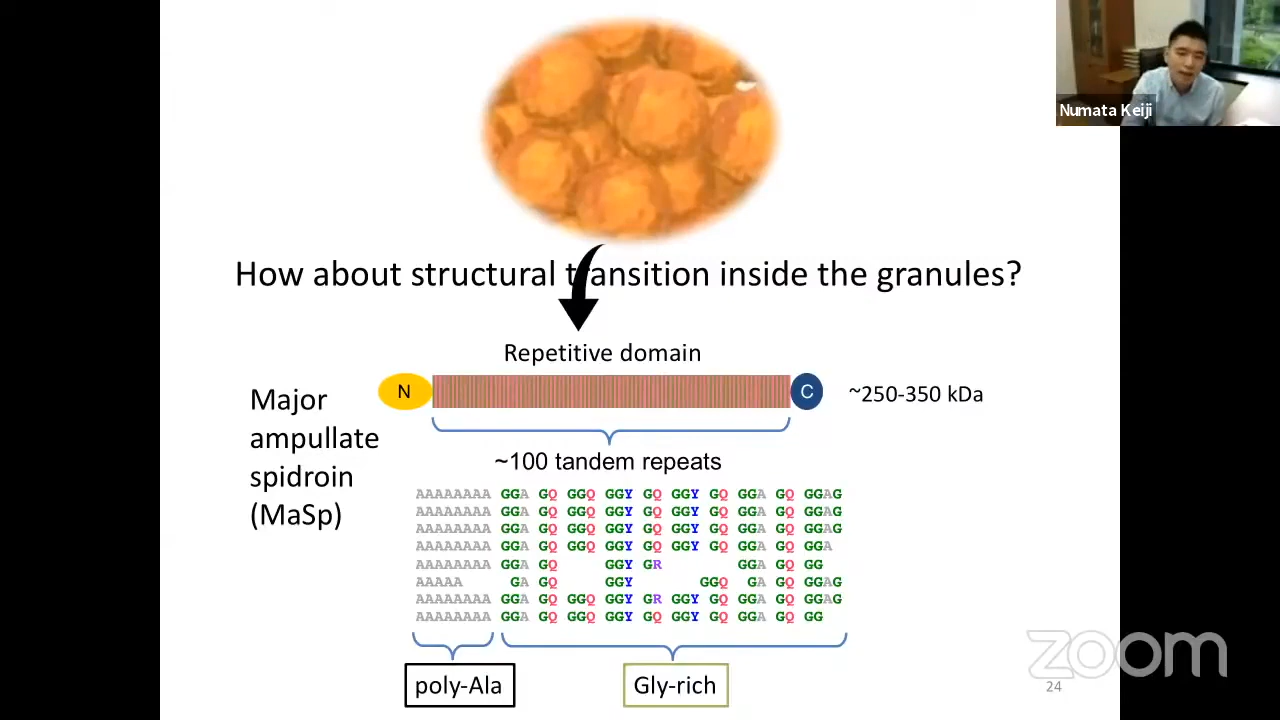 Numata Keiji
How about structural transition inside the granules?
Repetitive domain
N
C
~250-350 kDa
Major
ampullate
spidroin
(MaSp)
~100 tandem repeats
AAAAAAAA GGA GQ GGQ GGY GQ GGY GQ GGA GQ GGAG
AAAAAAAA GGA GQ GGQ GGY GQ GGY GQ GGA GQ GGAG
AAAAAAAA GGA GQ GGQ GGY GQ GGY GQ GGA GQ GGAG
AAAAAAAA GGA GQ GGQ GGY GQ GGY GQ GGA GQ GGA
AAAAAAAA GGA GQ GGY GR GGA GQ GG
AAAAA GA GQ GGY GGQ GA GQ GGAG
AAAAAAAA GGA GQ GGQ GGY GR GGY GQ GGA GQ GGAG
AAAAAAAA GGA GQ GGQ GGY GQ GGY GQ GGA GQ GG
poly-Ala
Gly-rich
zoom
24